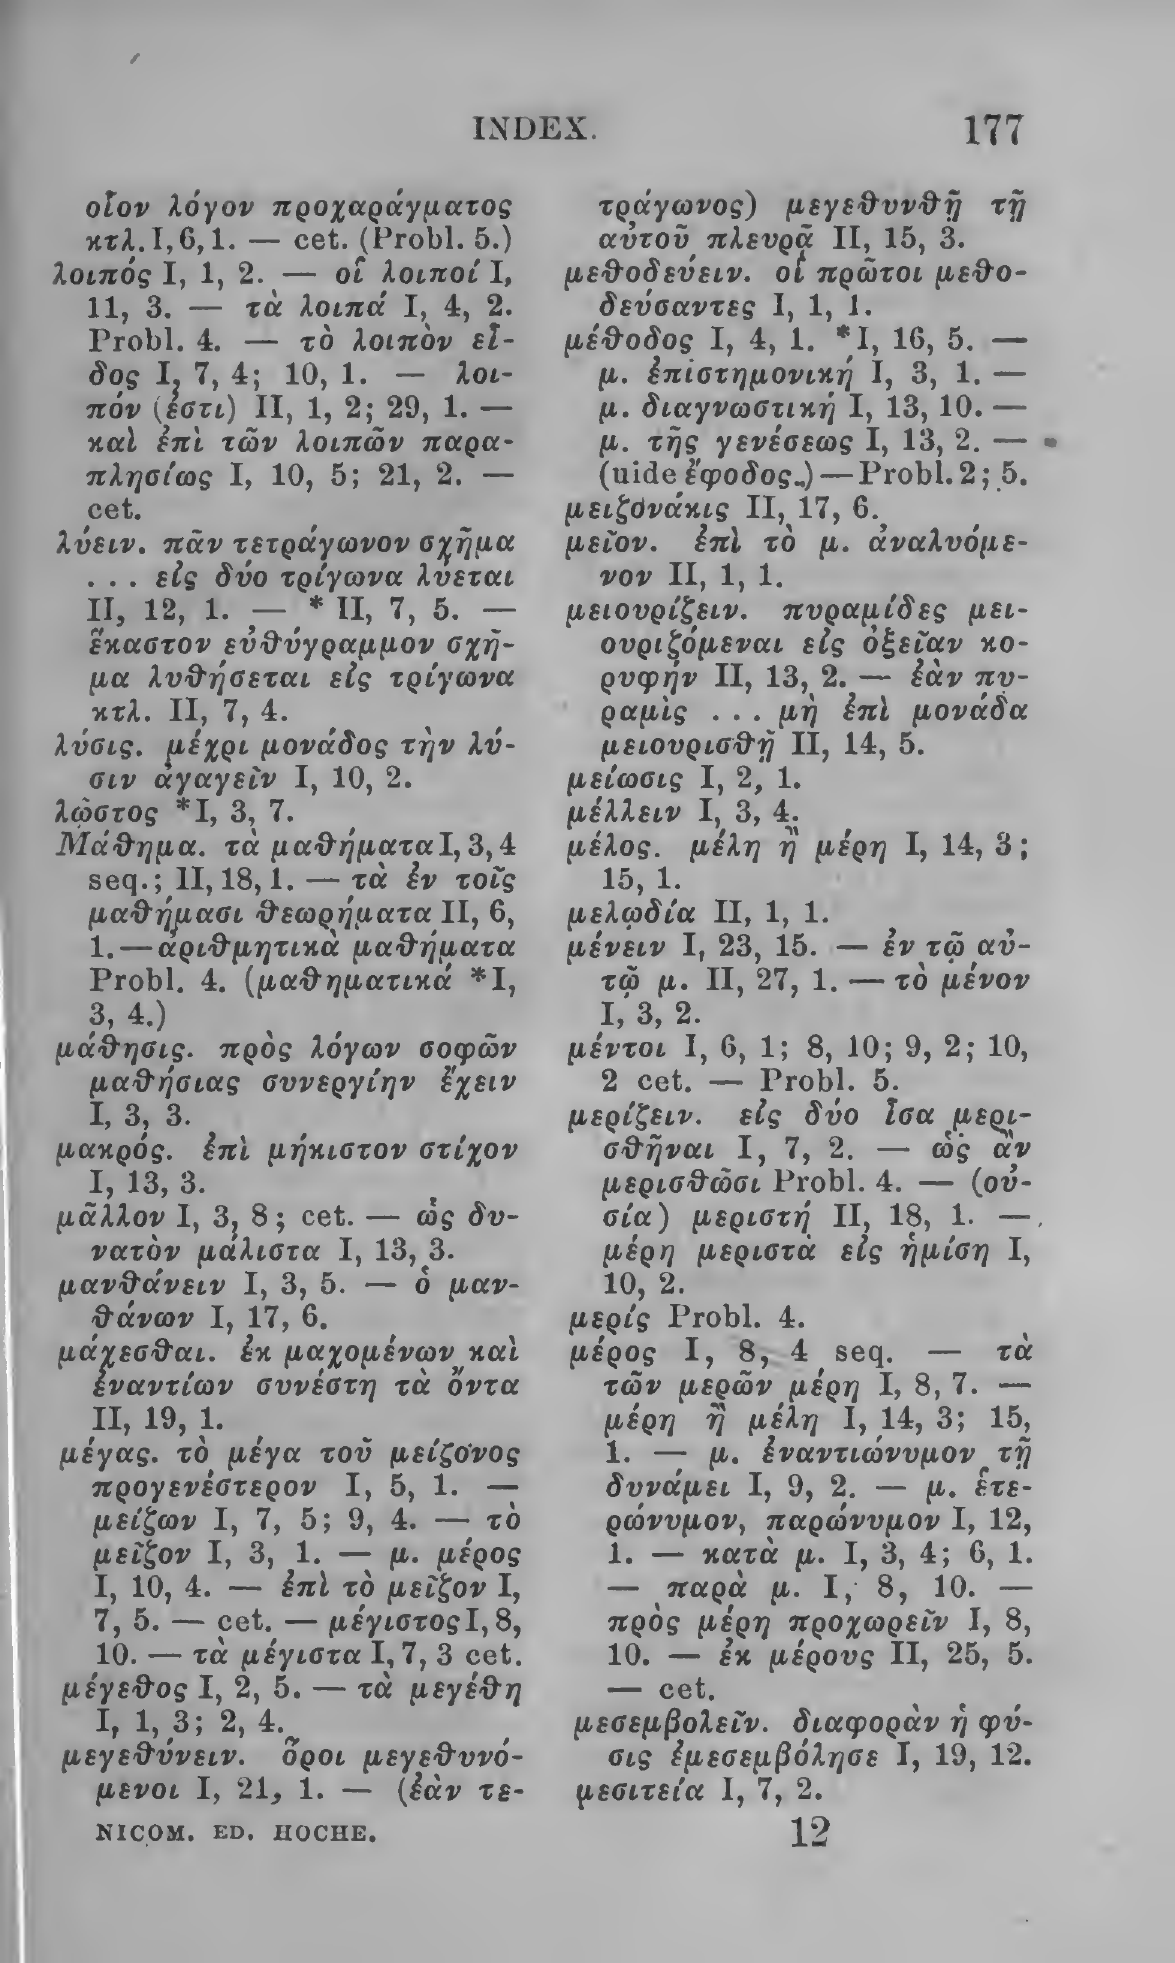 INDEX. 177
οἷον λόγον προχαράγματος
κτλ. I, 6, 1. — cet. (Probl. 5.)
λοιπός I, 1, 2. — οἱ λοιποί I,
11, 3. — τὰ λοιπά I, 4, 2.
Probl. 4. — τὸ λοιπὸν εἶ-
δος I, 7, 4; 10, 1. — λοι-
πόν (ἐστι) II, 1, 2; 29, 1. —
καὶ ἐπὶ τῶν λοιπῶν παρα-
πλησίως I, 10, 5; 21, 2. —
cet.
λύειν. πᾶν τετράγωνον σχῆμα
. . . εἰς δύο τρίγωνα λύεται
II, 12, 1. — * II, 7, 5. —
ἕκαστον εὐθύγραμμον σχῆ-
μα λυθήσεται εἰς τρίγωνα
κτλ. II, 7, 4.
λύσις. μέχρι μονάδος τὴν λύ-
σιν ἀγαγεῖν I, 10, 2.
λῷστος *I, 3, 7.
Μάθημα. τὰ μαθήματα I, 3, 4
seq.; II, 18, 1. — τὰ ἐν τοῖς
μαθήμασι θεωρήματα II, 6,
1. — ἀριθμητικὰ μαθήματα
Probl. 4. (μαθηματικά *I,
3, 4.)
μάθησις. πρὸς λόγων σοφῶν
μαθήσιας συνεργίην ἔχειν
I, 3, 3.
μακρός. ἐπὶ μήκιστον στίχον
I, 13, 3.
μᾶλλον I, 3, 8; cet. — ὡς δυ-
νατὸν μάλιστα I, 13, 3.
μανθάνειν I, 3, 5. — ὁ μαν-
θάνων I, 17, 6.
μάχεσθαι. ἐκ μαχομένων καὶ
ἐναντίων συνέστη τὰ ὄντα
II, 19, 1.
μέγας. τὸ μέγα τοῦ μείζονος
προγενέστερον I, 5, 1. —
μείζων I, 7, 5; 9, 4. — τὸ
μεῖζον I, 3, 1. — μ. μέρος
I, 10, 4. — ἐπὶ τὸ μεῖζον I,
7, 5. — cet. — μέγιστος I, 8,
10. — τὰ μέγιστα I, 7, 3 cet.
μέγεθος I, 2, 5. — τὰ μεγέθη
I, 1, 3; 2, 4.
μεγεθύνειν. ὅροι μεγεθυνό-
μενοι I, 21, 1. — (ἐὰν τε-
τράγωνος) μεγεθυνθῇ τῇ
αὑτοῦ πλευρᾷ II, 15, 3.
μεθοδεύειν. οἱ πρῶτοι μεθο-
δεύσαντες I, 1, 1.
μέθοδος I, 4, 1. *I, 16, 5. —
μ. ἐπιστημονική I, 3, 1. —
μ. διαγνωστική I, 13, 10. —
μ. τῆς γενέσεως I, 13, 2. —
(uide ἔφοδος.) — Probl. 2; 5.
μειζονάκις II, 17, 6.
μεῖον. ἐπὶ τὸ μ. ἀναλυόμε-
νον II, 1, 1.
μειουρίζειν. πυραμίδες μει-
ουριζόμεναι εἰς ὀξεῖαν κο-
ρυφήν II, 13, 2. — ἐὰν πυ-
ραμὶς . . . μὴ ἐπὶ μονάδα
μειουρισθῇ II, 14, 5.
μείωσις I, 2, 1.
μέλλειν I, 3, 4.
μέλος. μέλη ἢ μέρη I, 14, 3;
15, 1.
μελῳδία II, 1, 1.
μένειν I, 23, 15. — ἐν τῷ αὐ-
τῷ μ. II, 27, 1. — τὸ μένον
I, 3, 2.
μέντοι I, 6, 1; 8, 10; 9, 2; 10,
2 cet. — Probl. 5.
μερίζειν. εἰς δύο ἴσα μερι-
σθῆναι I, 7, 2. — ὡς ἂν
μερισθῶσι Probl. 4. — (οὐ-
σία) μεριστή II, 18, 1. —
μέρη μεριστὰ εἰς ἡμίση I,
10, 2.
μερίς Probl. 4.
μέρος I, 8, 4 seq. — τὰ
τῶν μερῶν μέρη I, 8, 7. —
μέρη ἢ μέλη I, 14, 3; 15,
1. — μ. ἐναντιώνυμον τῇ
δυνάμει I, 9, 2. — μ. ἑτε-
ρώνυμον, παρώνυμον I, 12,
1. — κατὰ μ. I, 3, 4; 6, 1.
— παρὰ μ. I, 8, 10. —
πρὸς μέρη προχωρεῖν I, 8,
10. — ἐκ μέρους II, 25, 5.
— cet.
μεσεμβολεῖν. διαφορὰν ἡ φύ-
σις ἐμεσεμβόλησε I, 19, 12.
μεσιτεία I, 7, 2.
NICOM. ED. HOCHE. 12